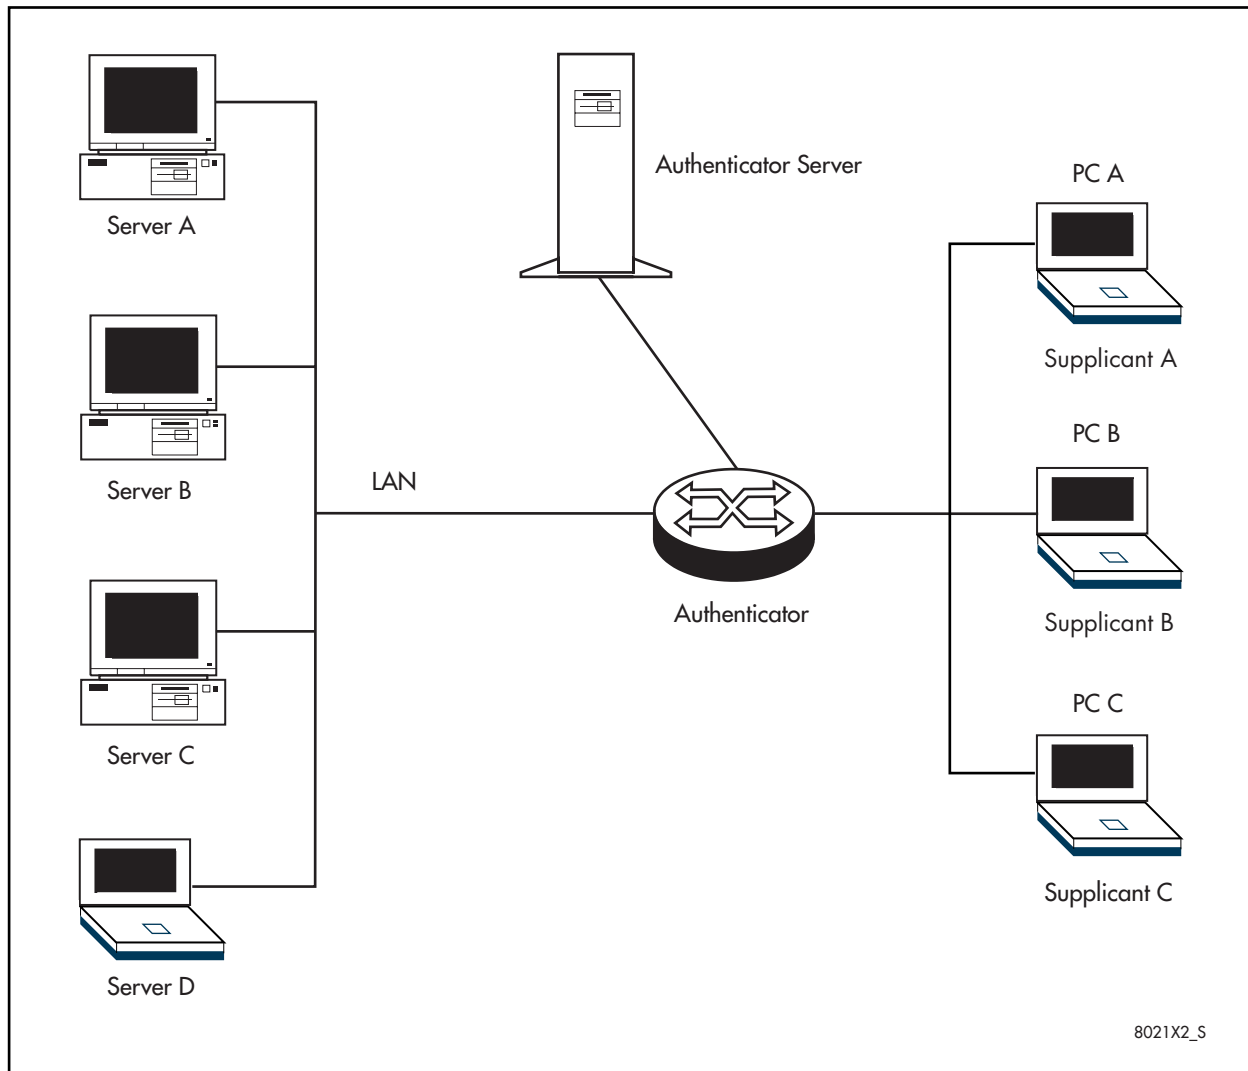 Server A
Authenticator Server
PC A
Supplicant A
Server B
LAN
Authenticator
PC B
Supplicant B
Server C
PC C
Supplicant C
Server D
8021X2_S